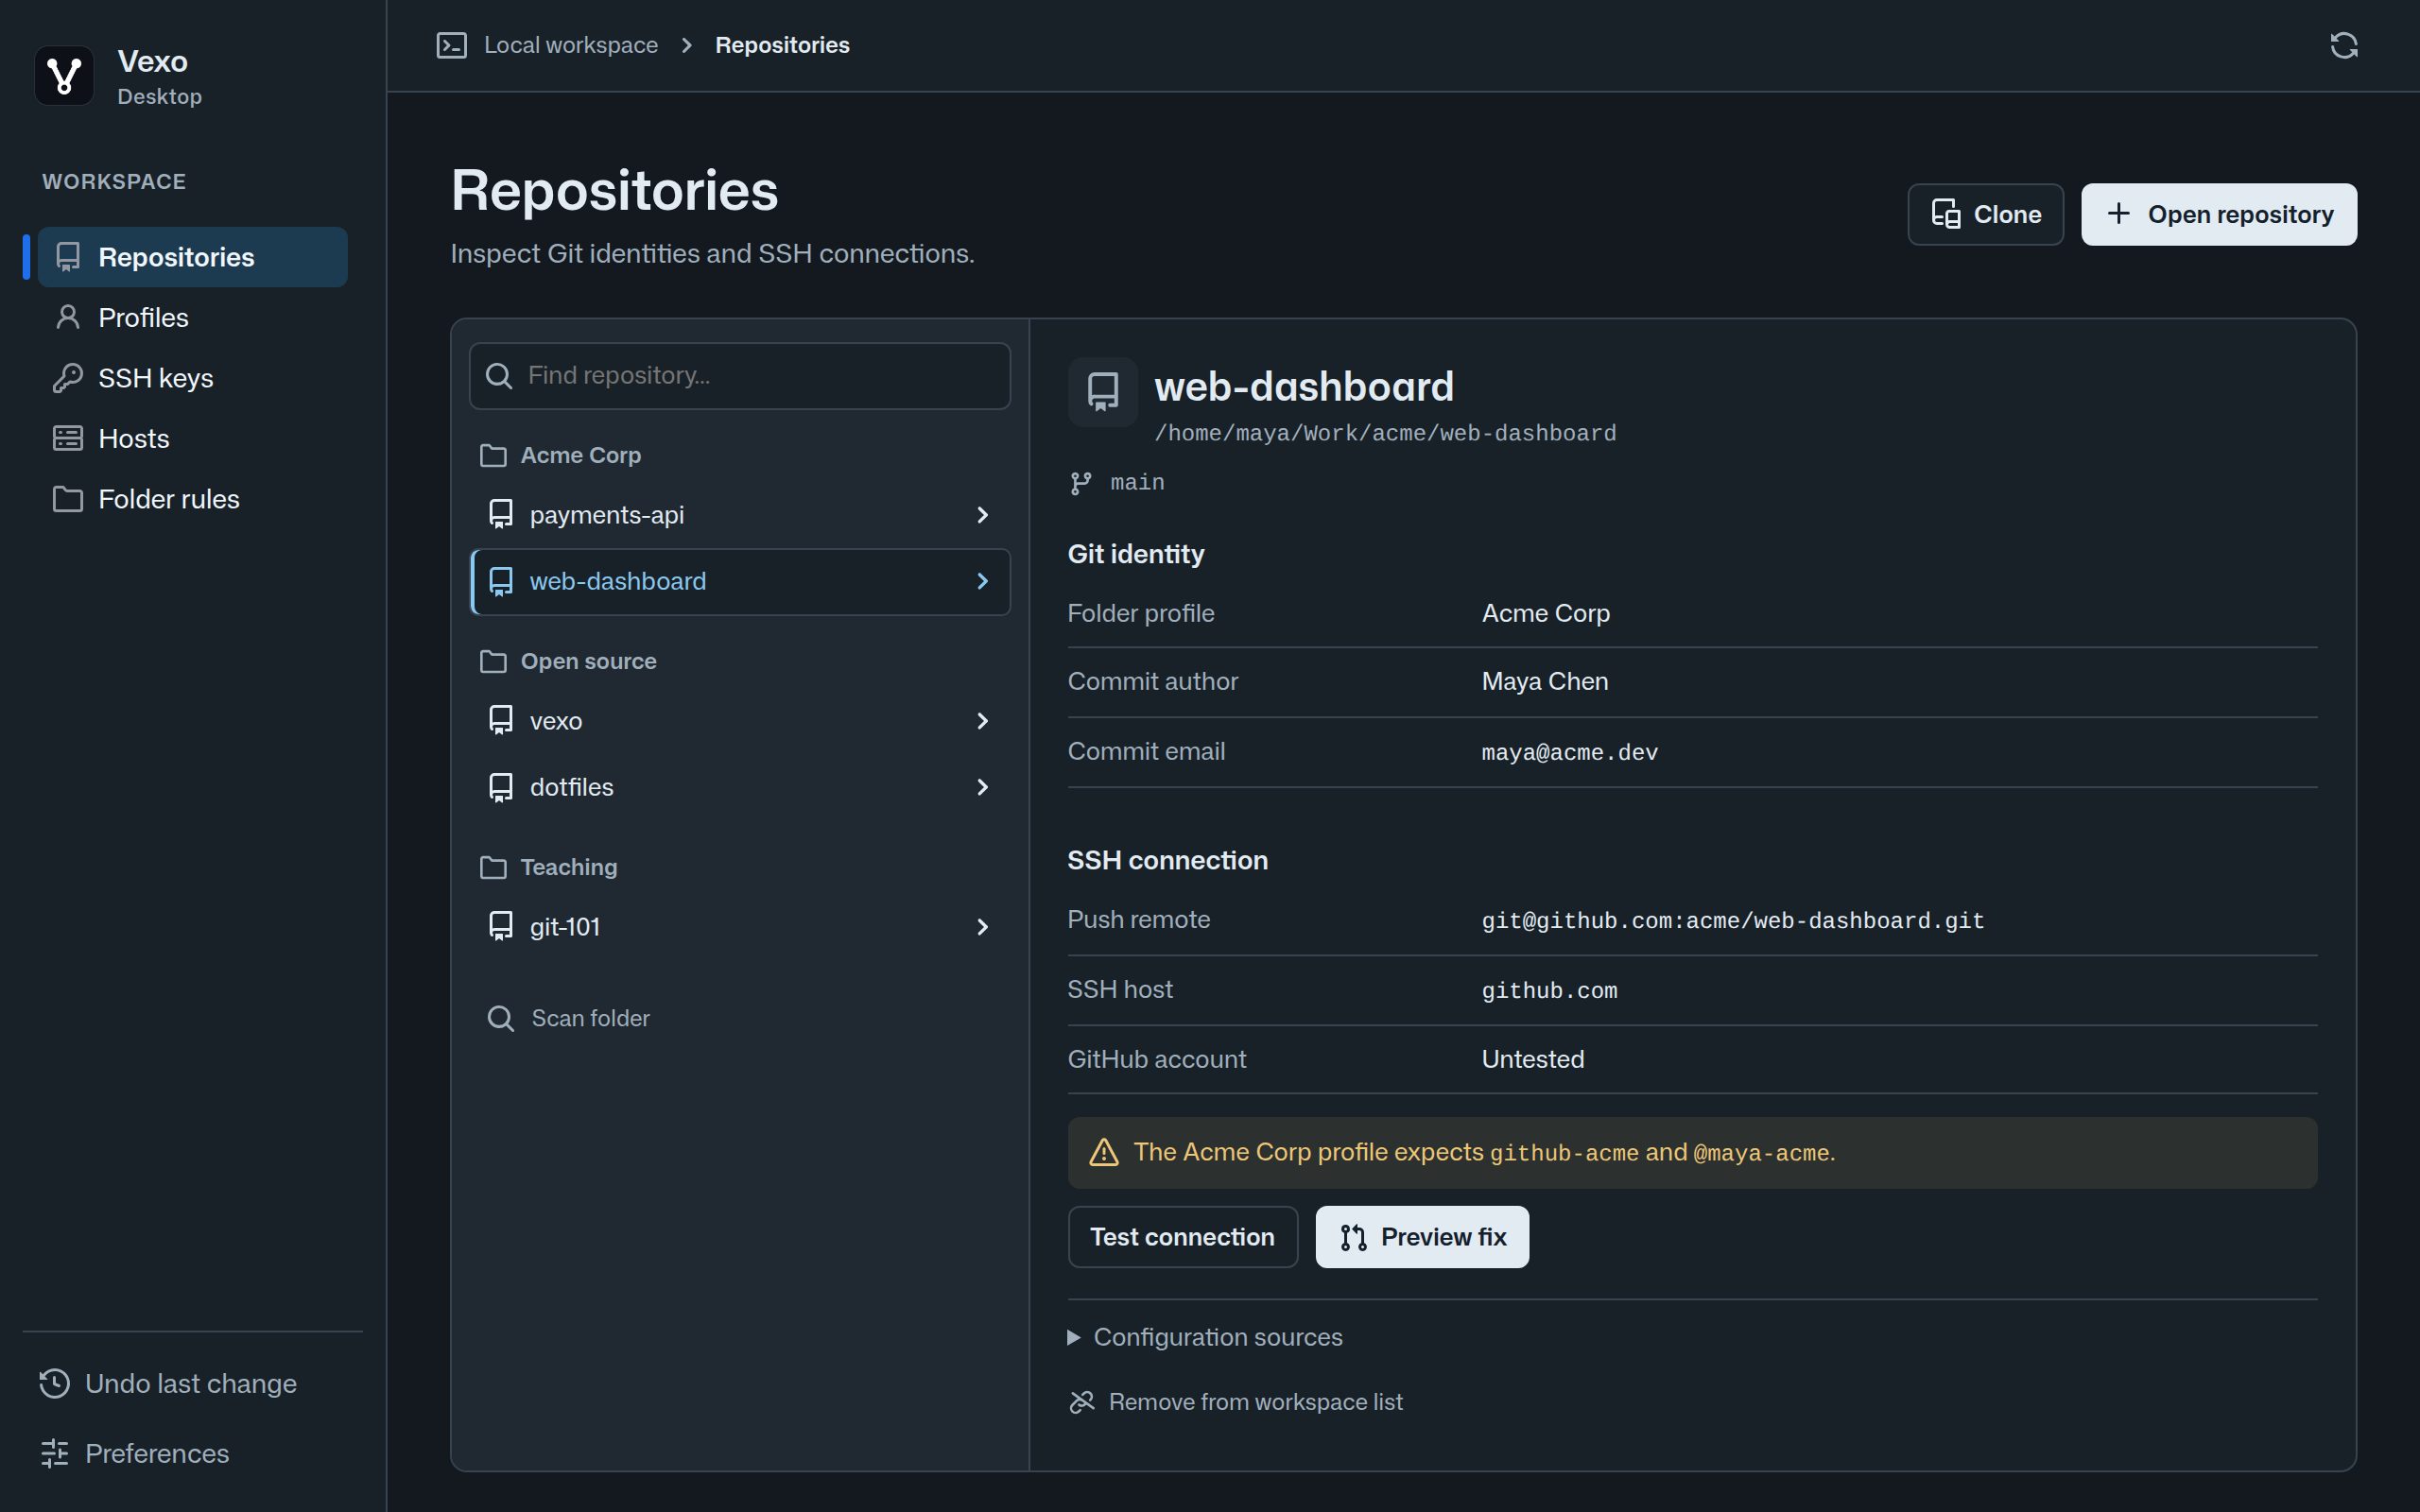 Vexo
Desktop
WORKSPACE
Repositories
Profiles
SSH keys
Hosts
Folder rules
Undo last change
Preferences
Local workspace > Repositories
Repositories
Inspect Git identities and SSH connections.
Clone
Open repository
Find repository...
Acme Corp
payments-api
web-dashboard
Open source
vexo
dotfiles
Teaching
git-101
Scan folder
web-dashboard
/home/maya/Work/acme/web-dashboard
main
Git identity
Folder profile Acme Corp
Commit author Maya Chen
Commit email maya@acme.dev
SSH connection
Push remote git@github.com:acme/web-dashboard.git
SSH host github.com
GitHub account Untested
The Acme Corp profile expects github-acme and @maya-acme.
Test connection
Preview fix
Configuration sources
Remove from workspace list